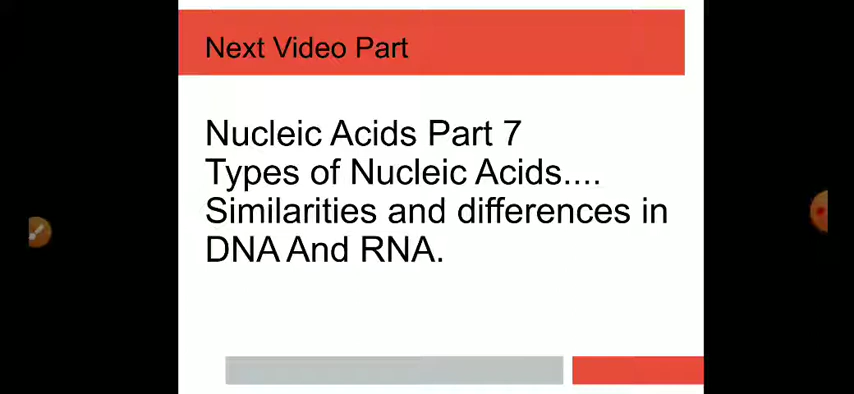 Next Video Part
Nucleic Acids Part 7
Types of Nucleic Acids....
Similarities and differences in
DNA And RNA.